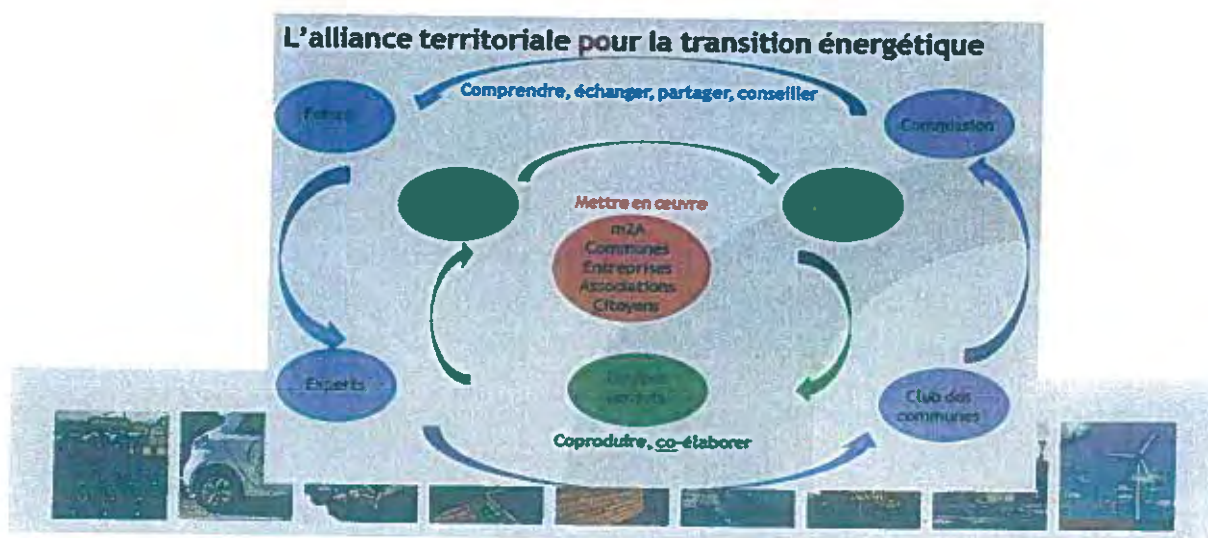 L'alliance territoriale pour la transition énergétique
Comprendre, échanger, partager, conseiller
Commission
Mettre en œuvre
m2A
Communes
Entreprises
Associations
Citoyens
Experts
Club des
communes
Coproduire, co-élaborer